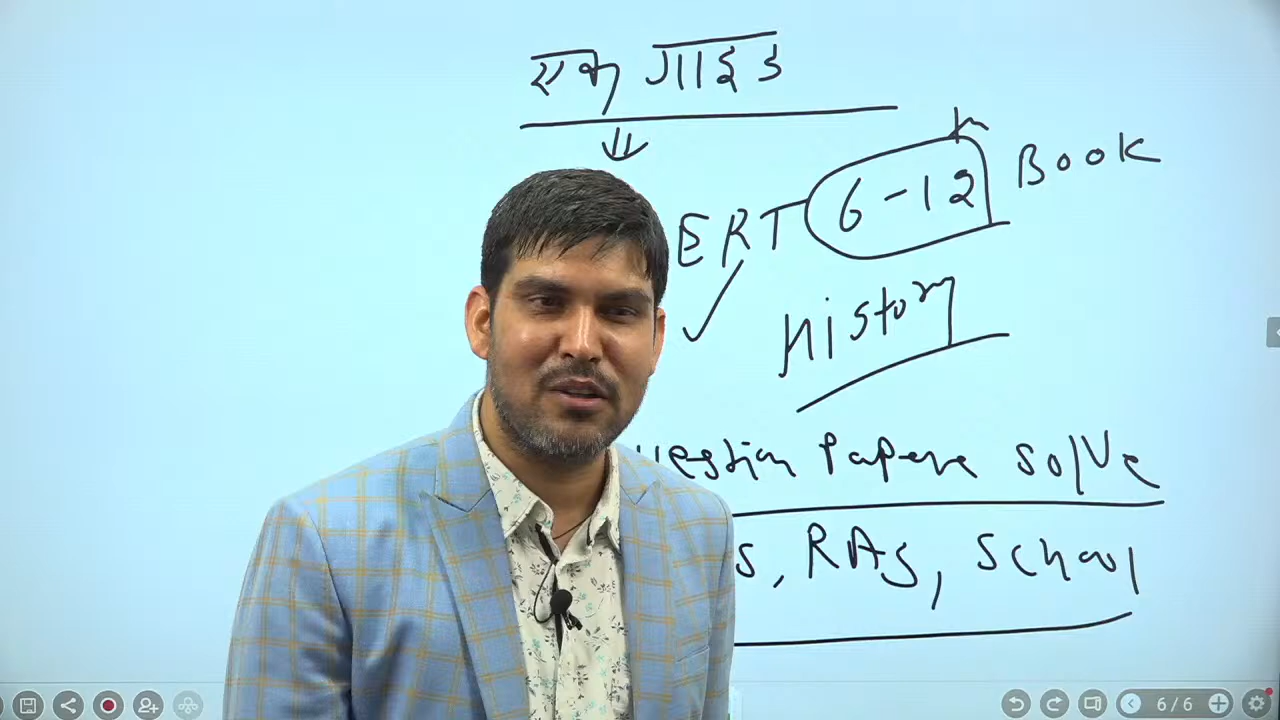 एक गाइड
ERT 6-12 Book
History
uestion Papers solve
s, RAS, School
6/6